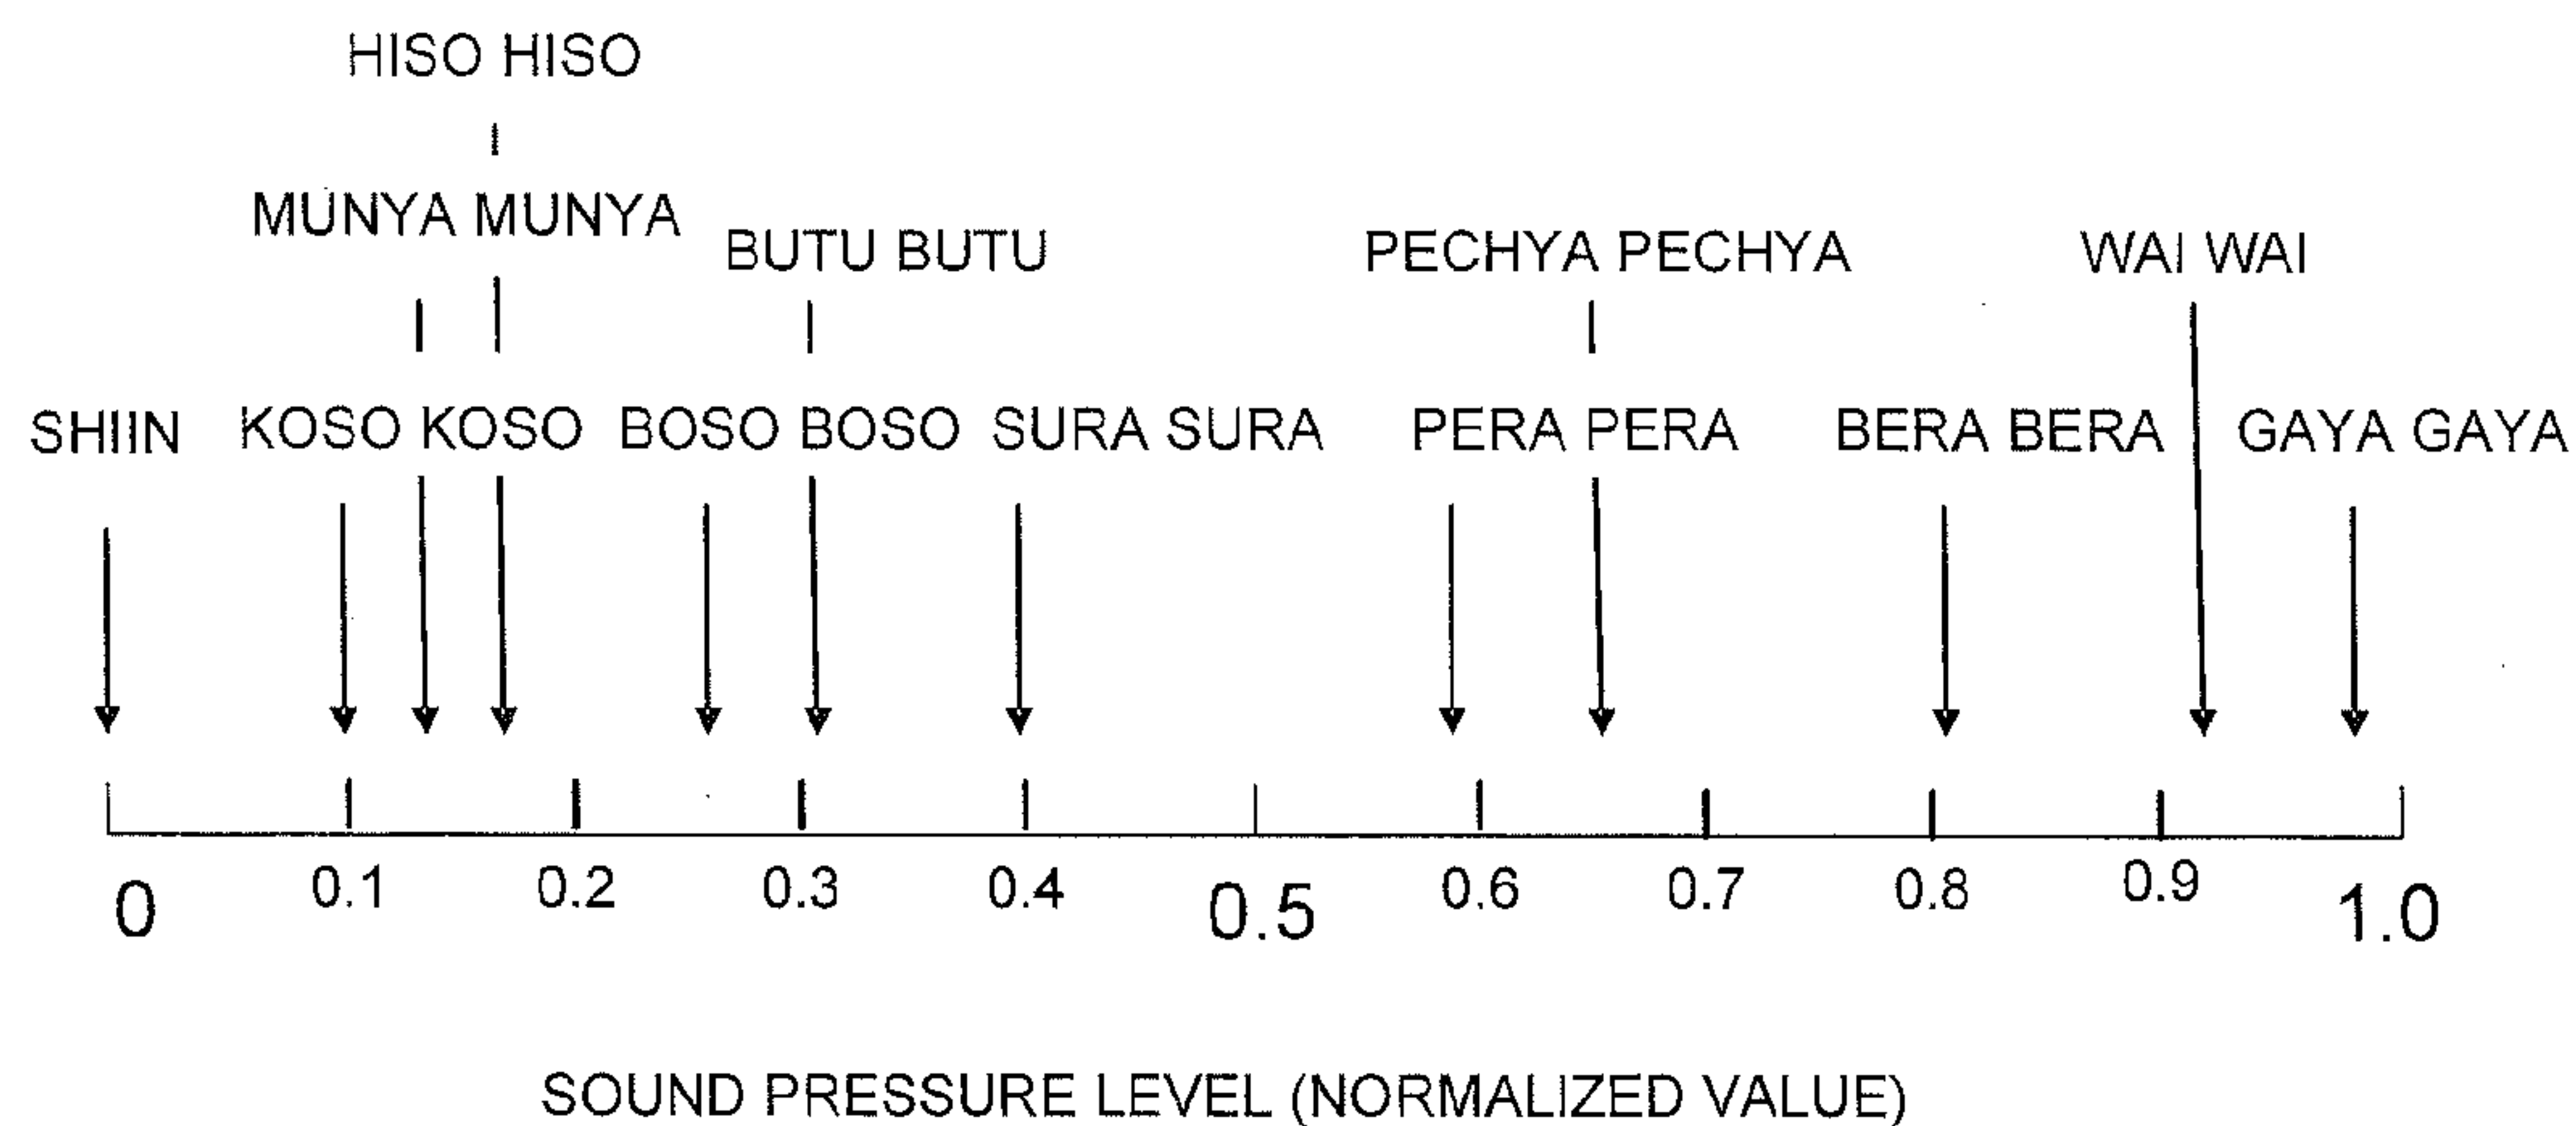 HISO HISO
MUNYA MUNYA
BUTU BUTU PECHYA PECHYA WAI WAI
SHIIN KOSO KOSO BOSO BOSO SURA SURA PERA PERA BERA BERA GAYA GAYA
0 0.1 0.2 0.3 0.4 0.5 0.6 0.7 0.8 0.9 1.0
SOUND PRESSURE LEVEL (NORMALIZED VALUE)